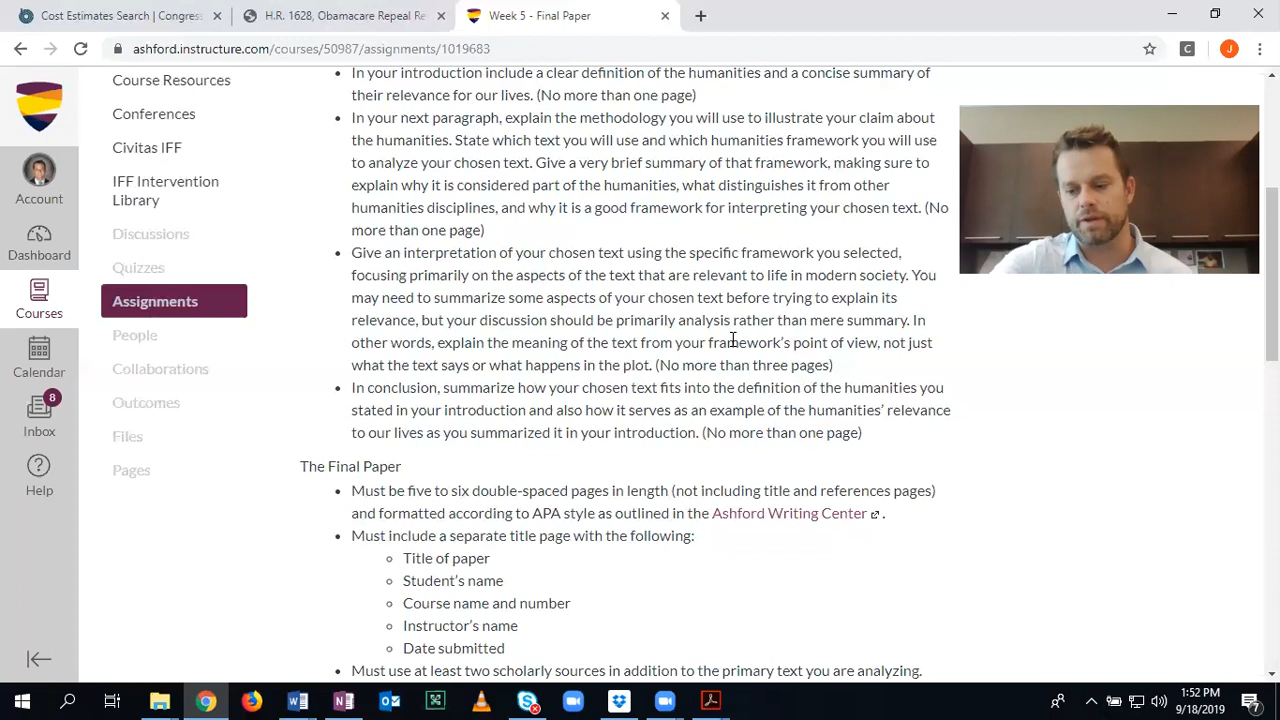 Cost Estimates Search | Congres
H.R. 1628, Obamacare Repeal Re
Week 5 - Final Paper
ashford.instructure.com/courses/50987/assignments/1019683
C
J
Account
Dashboard
Courses
Calendar
8
Inbox
Help
Course Resources
Conferences
Civitas IFF
IFF Intervention
Library
Discussions
Quizzes
Assignments
People
Collaborations
Outcomes
Files
Pages
In your introduction include a clear definition of the humanities and a concise summary of
their relevance for our lives. (No more than one page)
In your next paragraph, explain the methodology you will use to illustrate your claim about
the humanities. State which text you will use and which humanities framework you will use
to analyze your chosen text. Give a very brief summary of that framework, making sure to
explain why it is considered part of the humanities, what distinguishes it from other
humanities disciplines, and why it is a good framework for interpreting your chosen text. (No
more than one page)
Give an interpretation of your chosen text using the specific framework you selected,
focusing primarily on the aspects of the text that are relevant to life in modern society. You
may need to summarize some aspects of your chosen text before trying to explain its
relevance, but your discussion should be primarily analysis rather than mere summary. In
other words, explain the meaning of the text from your framework's point of view, not just
what the text says or what happens in the plot. (No more than three pages)
In conclusion, summarize how your chosen text fits into the definition of the humanities you
stated in your introduction and also how it serves as an example of the humanities' relevance
to our lives as you summarized it in your introduction. (No more than one page)
The Final Paper
Must be five to six double-spaced pages in length (not including title and references pages)
and formatted according to APA style as outlined in the Ashford Writing Center .
Must include a separate title page with the following:
Title of paper
Student's name
Course name and number
Instructor's name
Date submitted
Must use at least two scholarly sources in addition to the primary text you are analyzing.
1:52 PM
9/18/2019
7